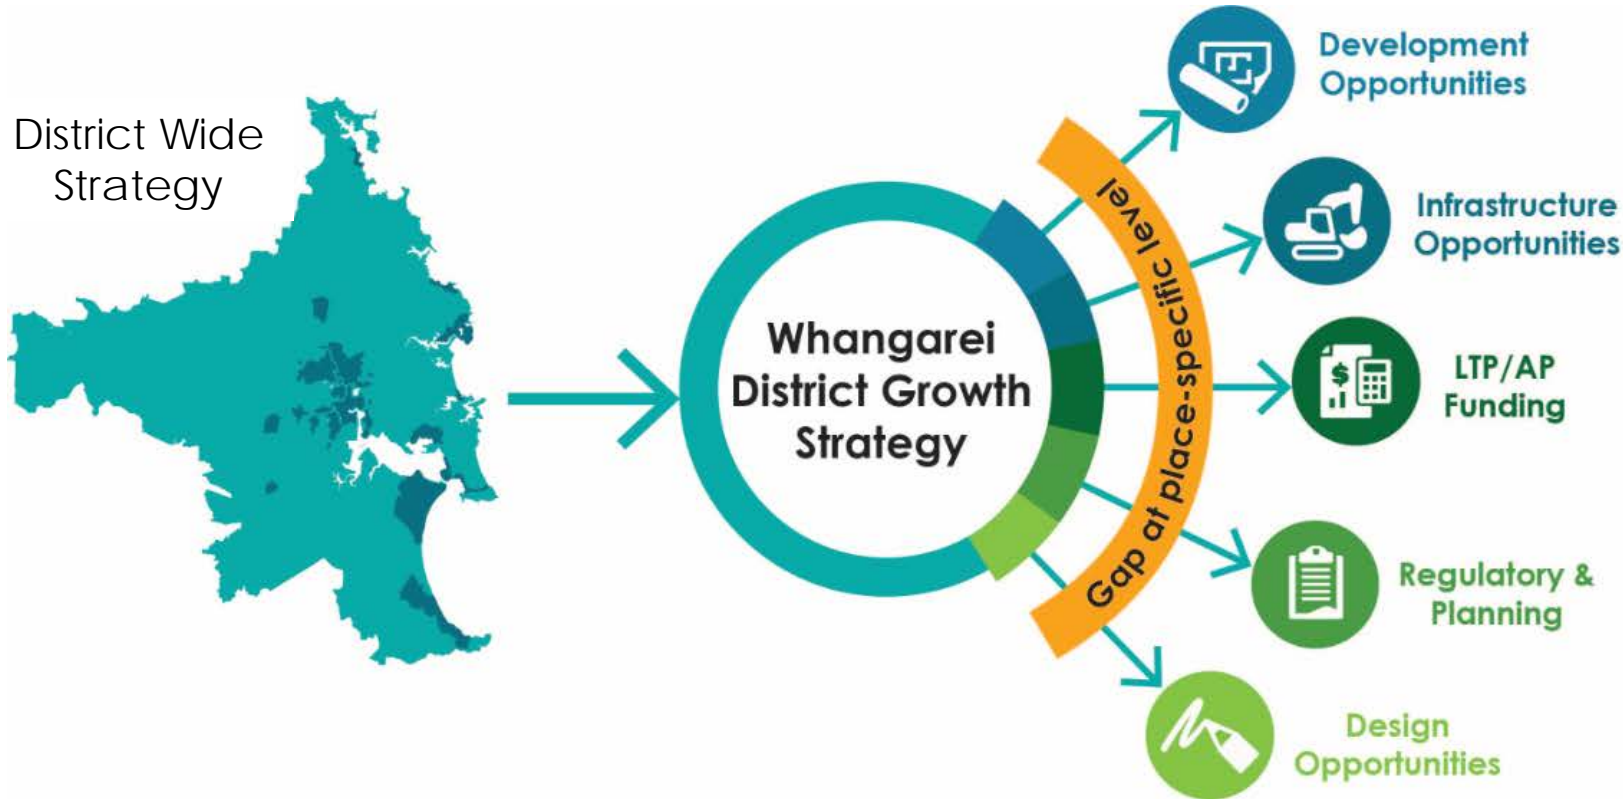 District Wide
Strategy
Whangarei
District Growth
Strategy
Gap at place-specific level
Development
Opportunities
Infrastructure
Opportunities
$
LTP/AP
Funding
Regulatory &
Planning
Design
Opportunities